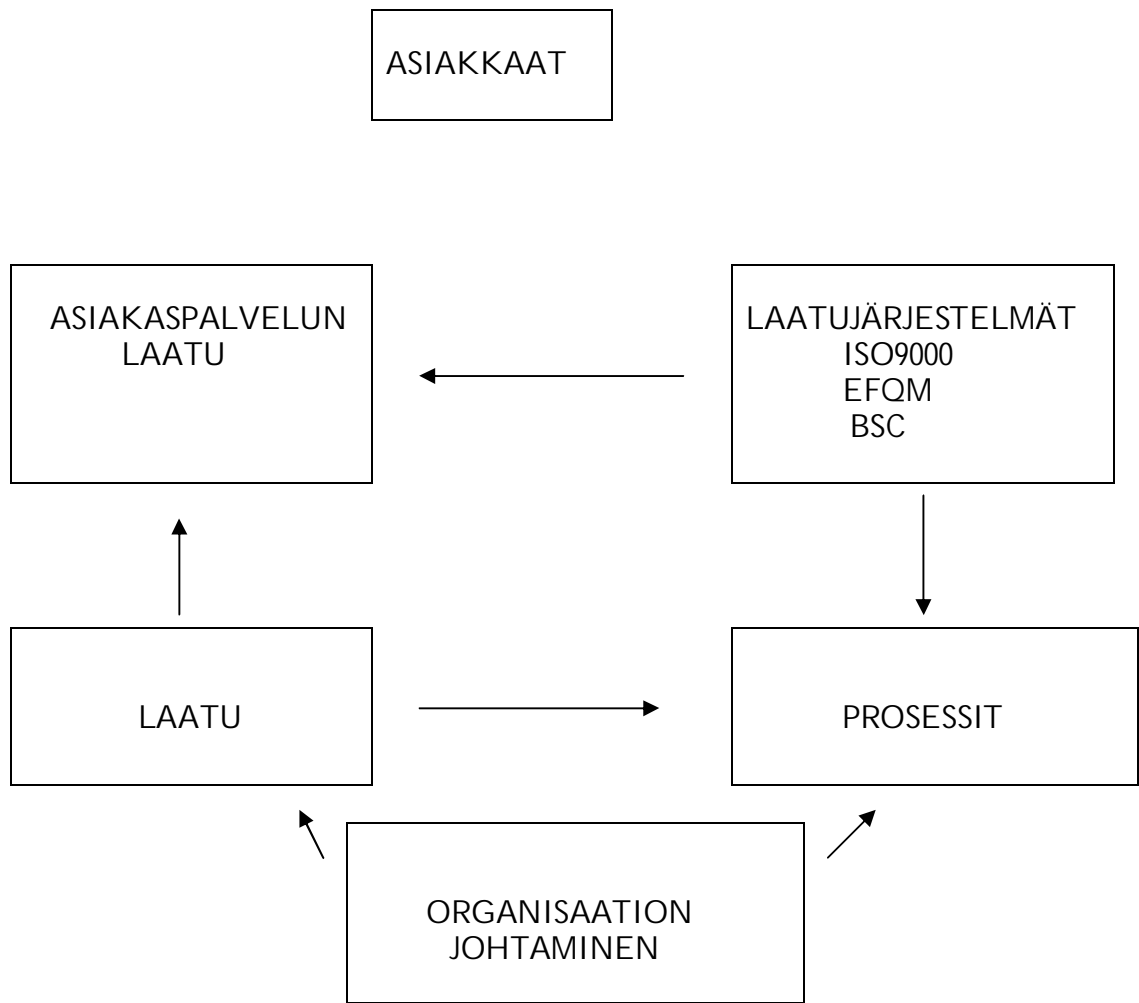 ASIAKKAAT
ASIAKASPALVELUN
LAATU
LAATUJÄRJESTELMÄT
ISO9000
EFQM
BSC
LAATU
PROSESSIT
ORGANISAATION
JOHTAMINEN